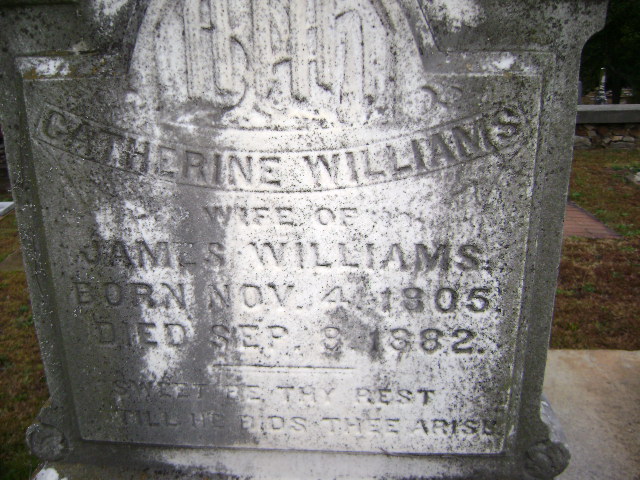 CATHERINE WILLIAMS
WIFE OF
JAMES WILLIAMS.
BORN NOV. 4, 1805.
DIED SEP. 9, 1882.
SWEET BE THY REST
TILL HE BIDS THEE ARISE